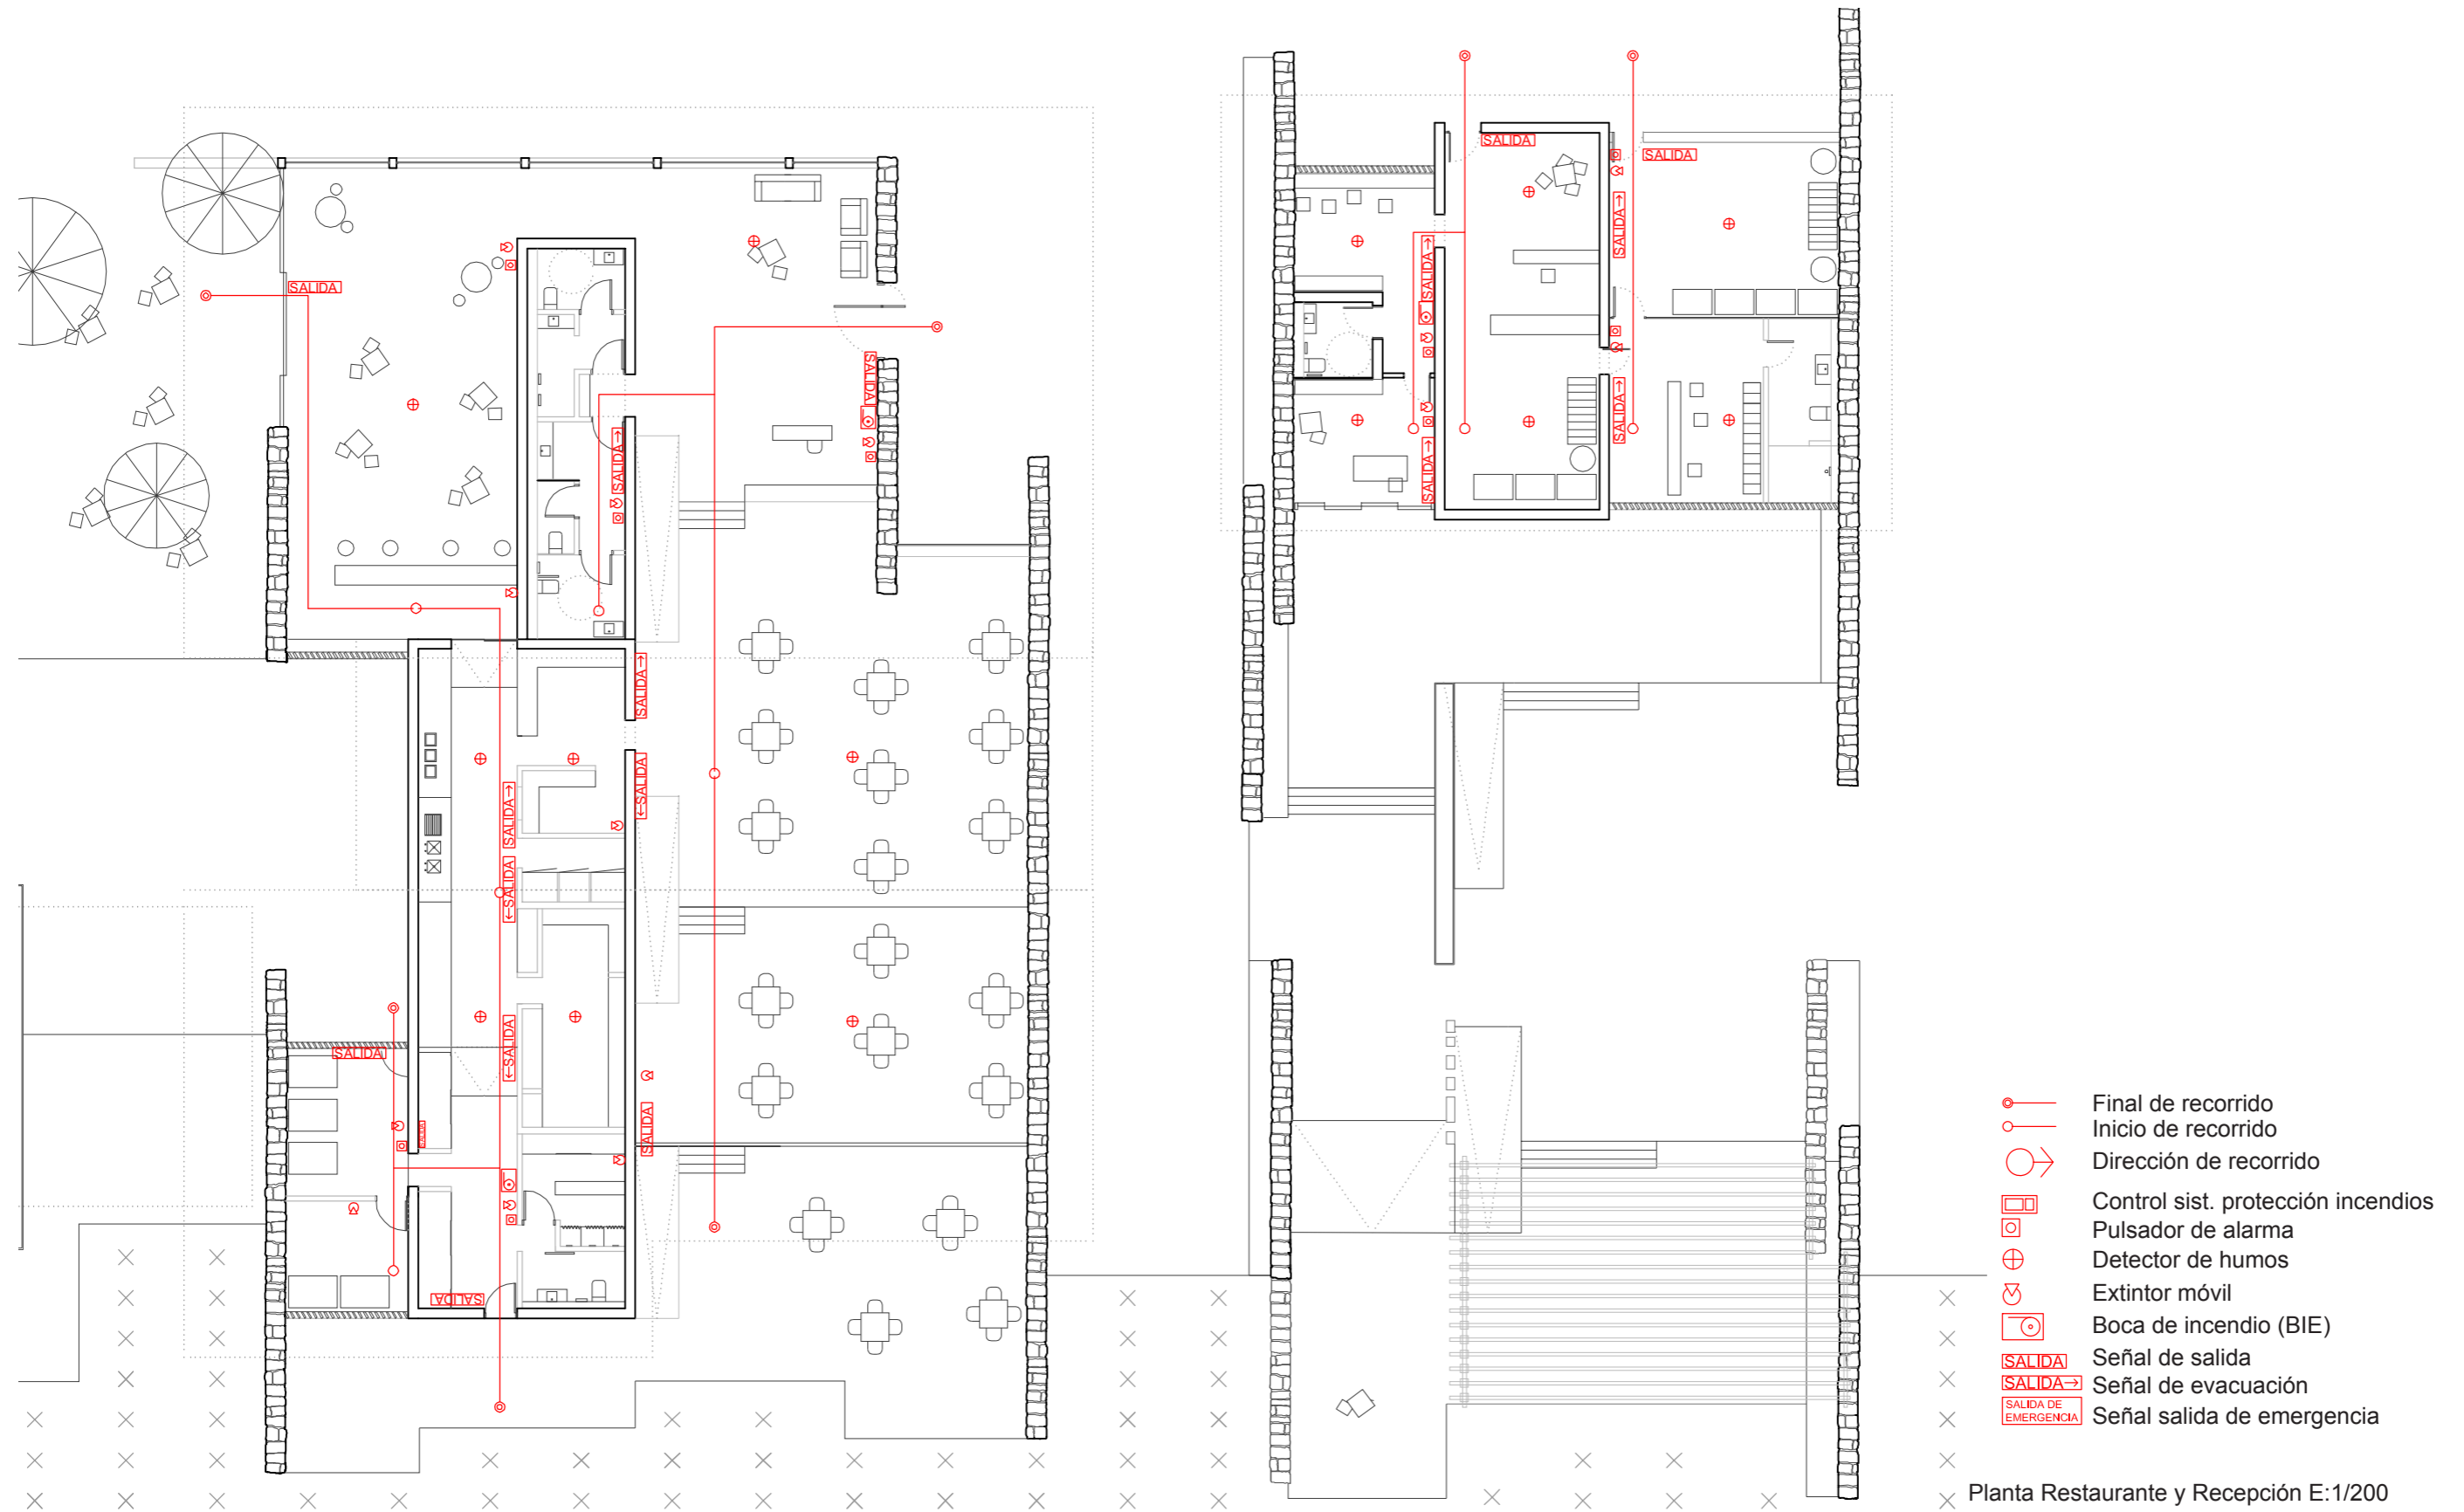 SALIDA
SALIDA
SALIDA→
SALIDA→
←SALIDA
SALIDA→
←SALIDA
←SALIDA
SALIDA
SALIDA
SALIDA
SALIDA
SALIDA
SALIDA
SALIDA→
SALIDA→
SALIDA→
SALIDA→
Final de recorrido
Inicio de recorrido
Dirección de recorrido
Control sist. protección incendios
Pulsador de alarma
Detector de humos
Extintor móvil
Boca de incendio (BIE)
SALIDA Señal de salida
SALIDA→ Señal de evacuación
SALIDA DE
EMERGENCIA Señal salida de emergencia
Planta Restaurante y Recepción E:1/200